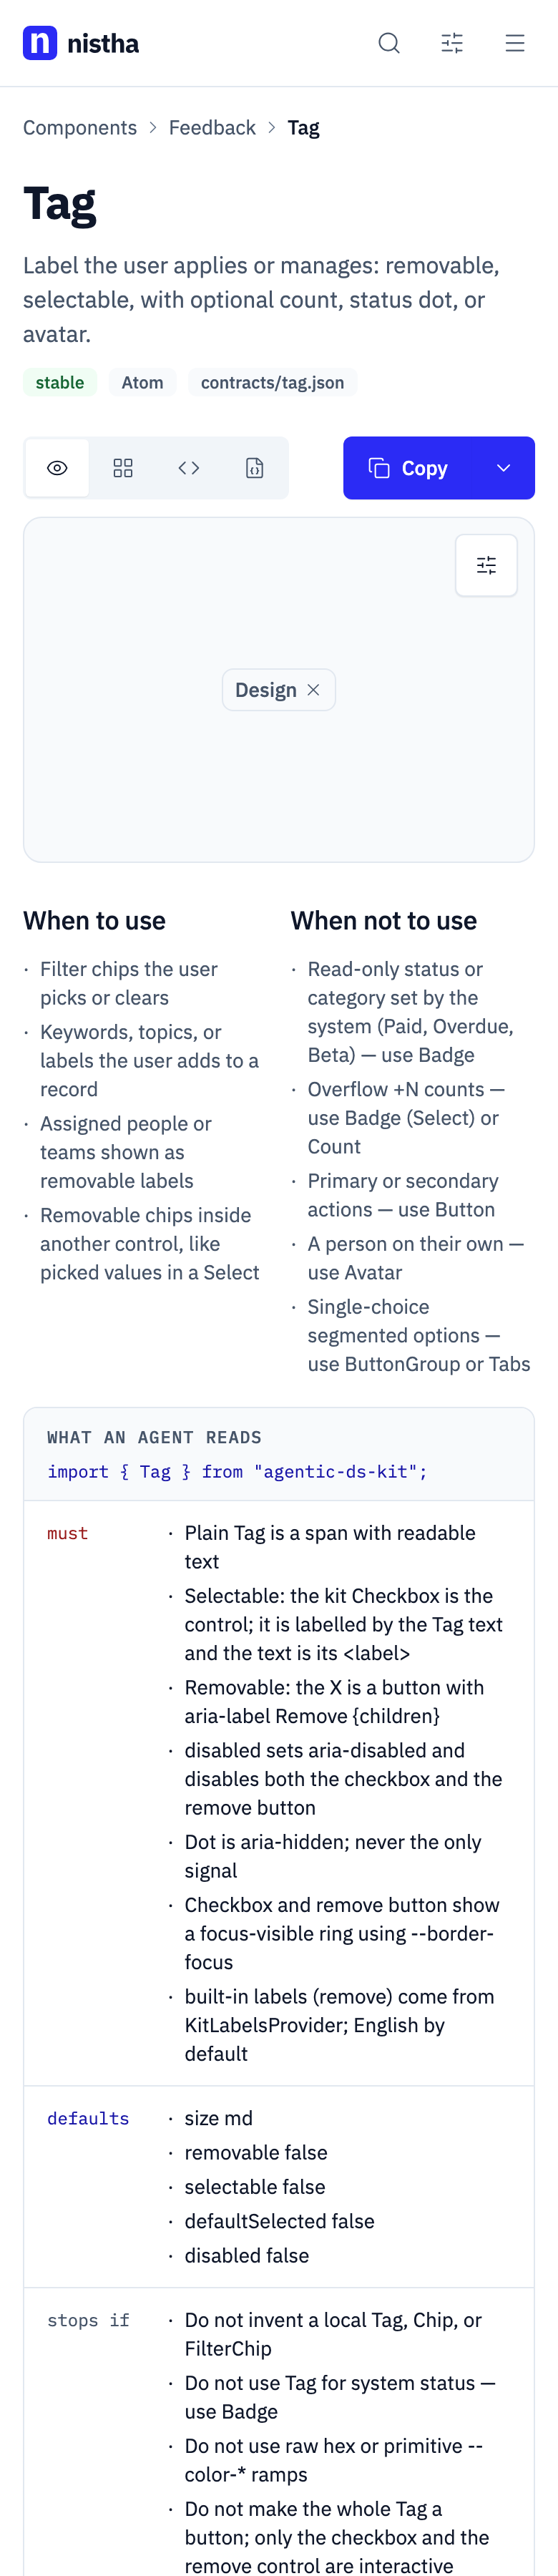 n nistha
Components > Feedback > Tag
Tag
Label the user applies or manages: removable,
selectable, with optional count, status dot, or
avatar.
stable Atom contracts/tag.json
Copy
Design ×
When to use
· Filter chips the user
picks or clears
· Keywords, topics, or
labels the user adds to a
record
· Assigned people or
teams shown as
removable labels
· Removable chips inside
another control, like
picked values in a Select
When not to use
· Read-only status or
category set by the
system (Paid, Overdue,
Beta) — use Badge
· Overflow +N counts —
use Badge (Select) or
Count
· Primary or secondary
actions — use Button
· A person on their own —
use Avatar
· Single-choice
segmented options —
use ButtonGroup or Tabs
WHAT AN AGENT READS
import { Tag } from "agentic-ds-kit";
must
· Plain Tag is a span with readable
text
· Selectable: the kit Checkbox is the
control; it is labelled by the Tag text
and the text is its <label>
· Removable: the X is a button with
aria-label Remove {children}
· disabled sets aria-disabled and
disables both the checkbox and the
remove button
· Dot is aria-hidden; never the only
signal
· Checkbox and remove button show
a focus-visible ring using --border-
focus
· built-in labels (remove) come from
KitLabelsProvider; English by
default
defaults
· size md
· removable false
· selectable false
· defaultSelected false
· disabled false
stops if
· Do not invent a local Tag, Chip, or
FilterChip
· Do not use Tag for system status —
use Badge
· Do not use raw hex or primitive --
color-* ramps
· Do not make the whole Tag a
button; only the checkbox and the
remove control are interactive